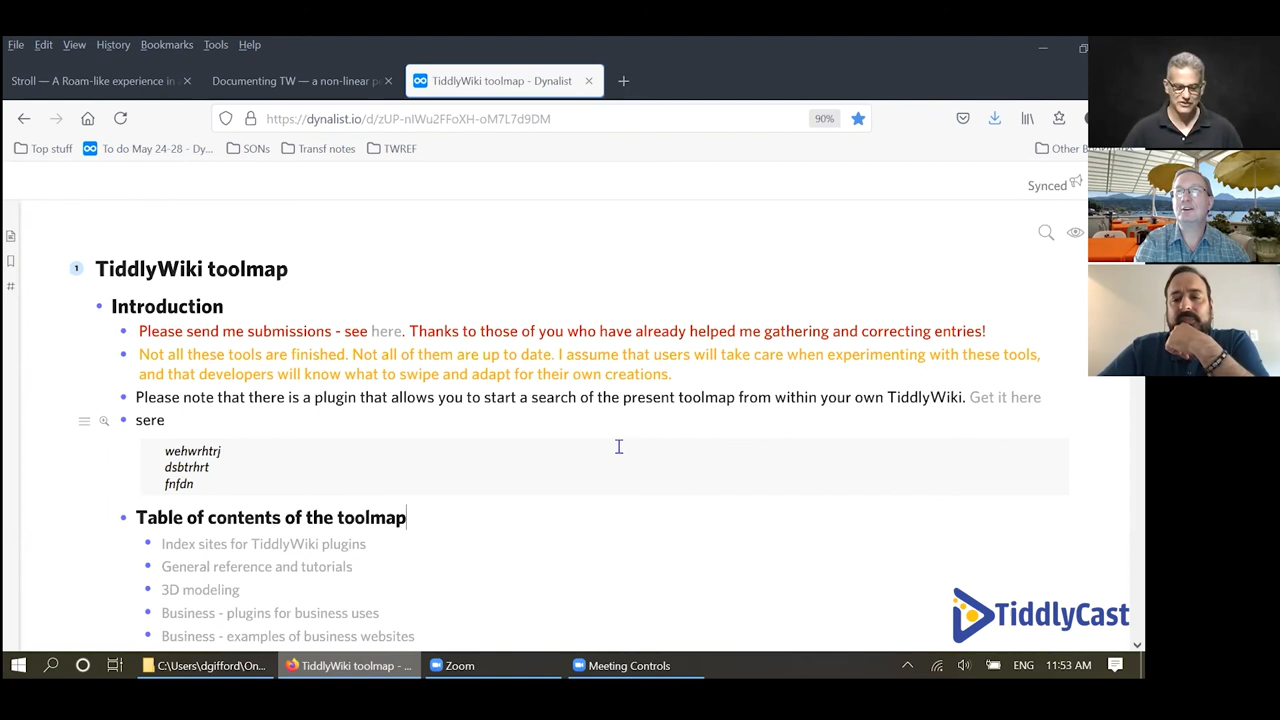 File Edit View History Bookmarks Tools Help
Stroll — A Roam-like experience in
Documenting TW — a non-linear p
TiddlyWiki toolmap - Dynalist
https://dynalist.io/d/zUP-nIWu2FFoXH-oM7L7d9DM
90%
Top stuff
To do May 24-28 - Dy...
SONs
Transf notes
TWREF
Other
Synced
TiddlyWiki toolmap
Introduction
Please send me submissions - see here. Thanks to those of you who have already helped me gathering and correcting entries!
Not all these tools are finished. Not all of them are up to date. I assume that users will take care when experimenting with these tools,
and that developers will know what to swipe and adapt for their own creations.
Please note that there is a plugin that allows you to start a search of the present toolmap from within your own TiddlyWiki. Get it here
sere
wehwrhtrj
dsbtrhrt
fnfdn
Table of contents of the toolmap
Index sites for TiddlyWiki plugins
General reference and tutorials
3D modeling
Business - plugins for business uses
Business - examples of business websites
TiddlyCast
C:\Users\dgifford\On...
TiddlyWiki toolmap - ...
Zoom
Meeting Controls
ENG
11:53 AM